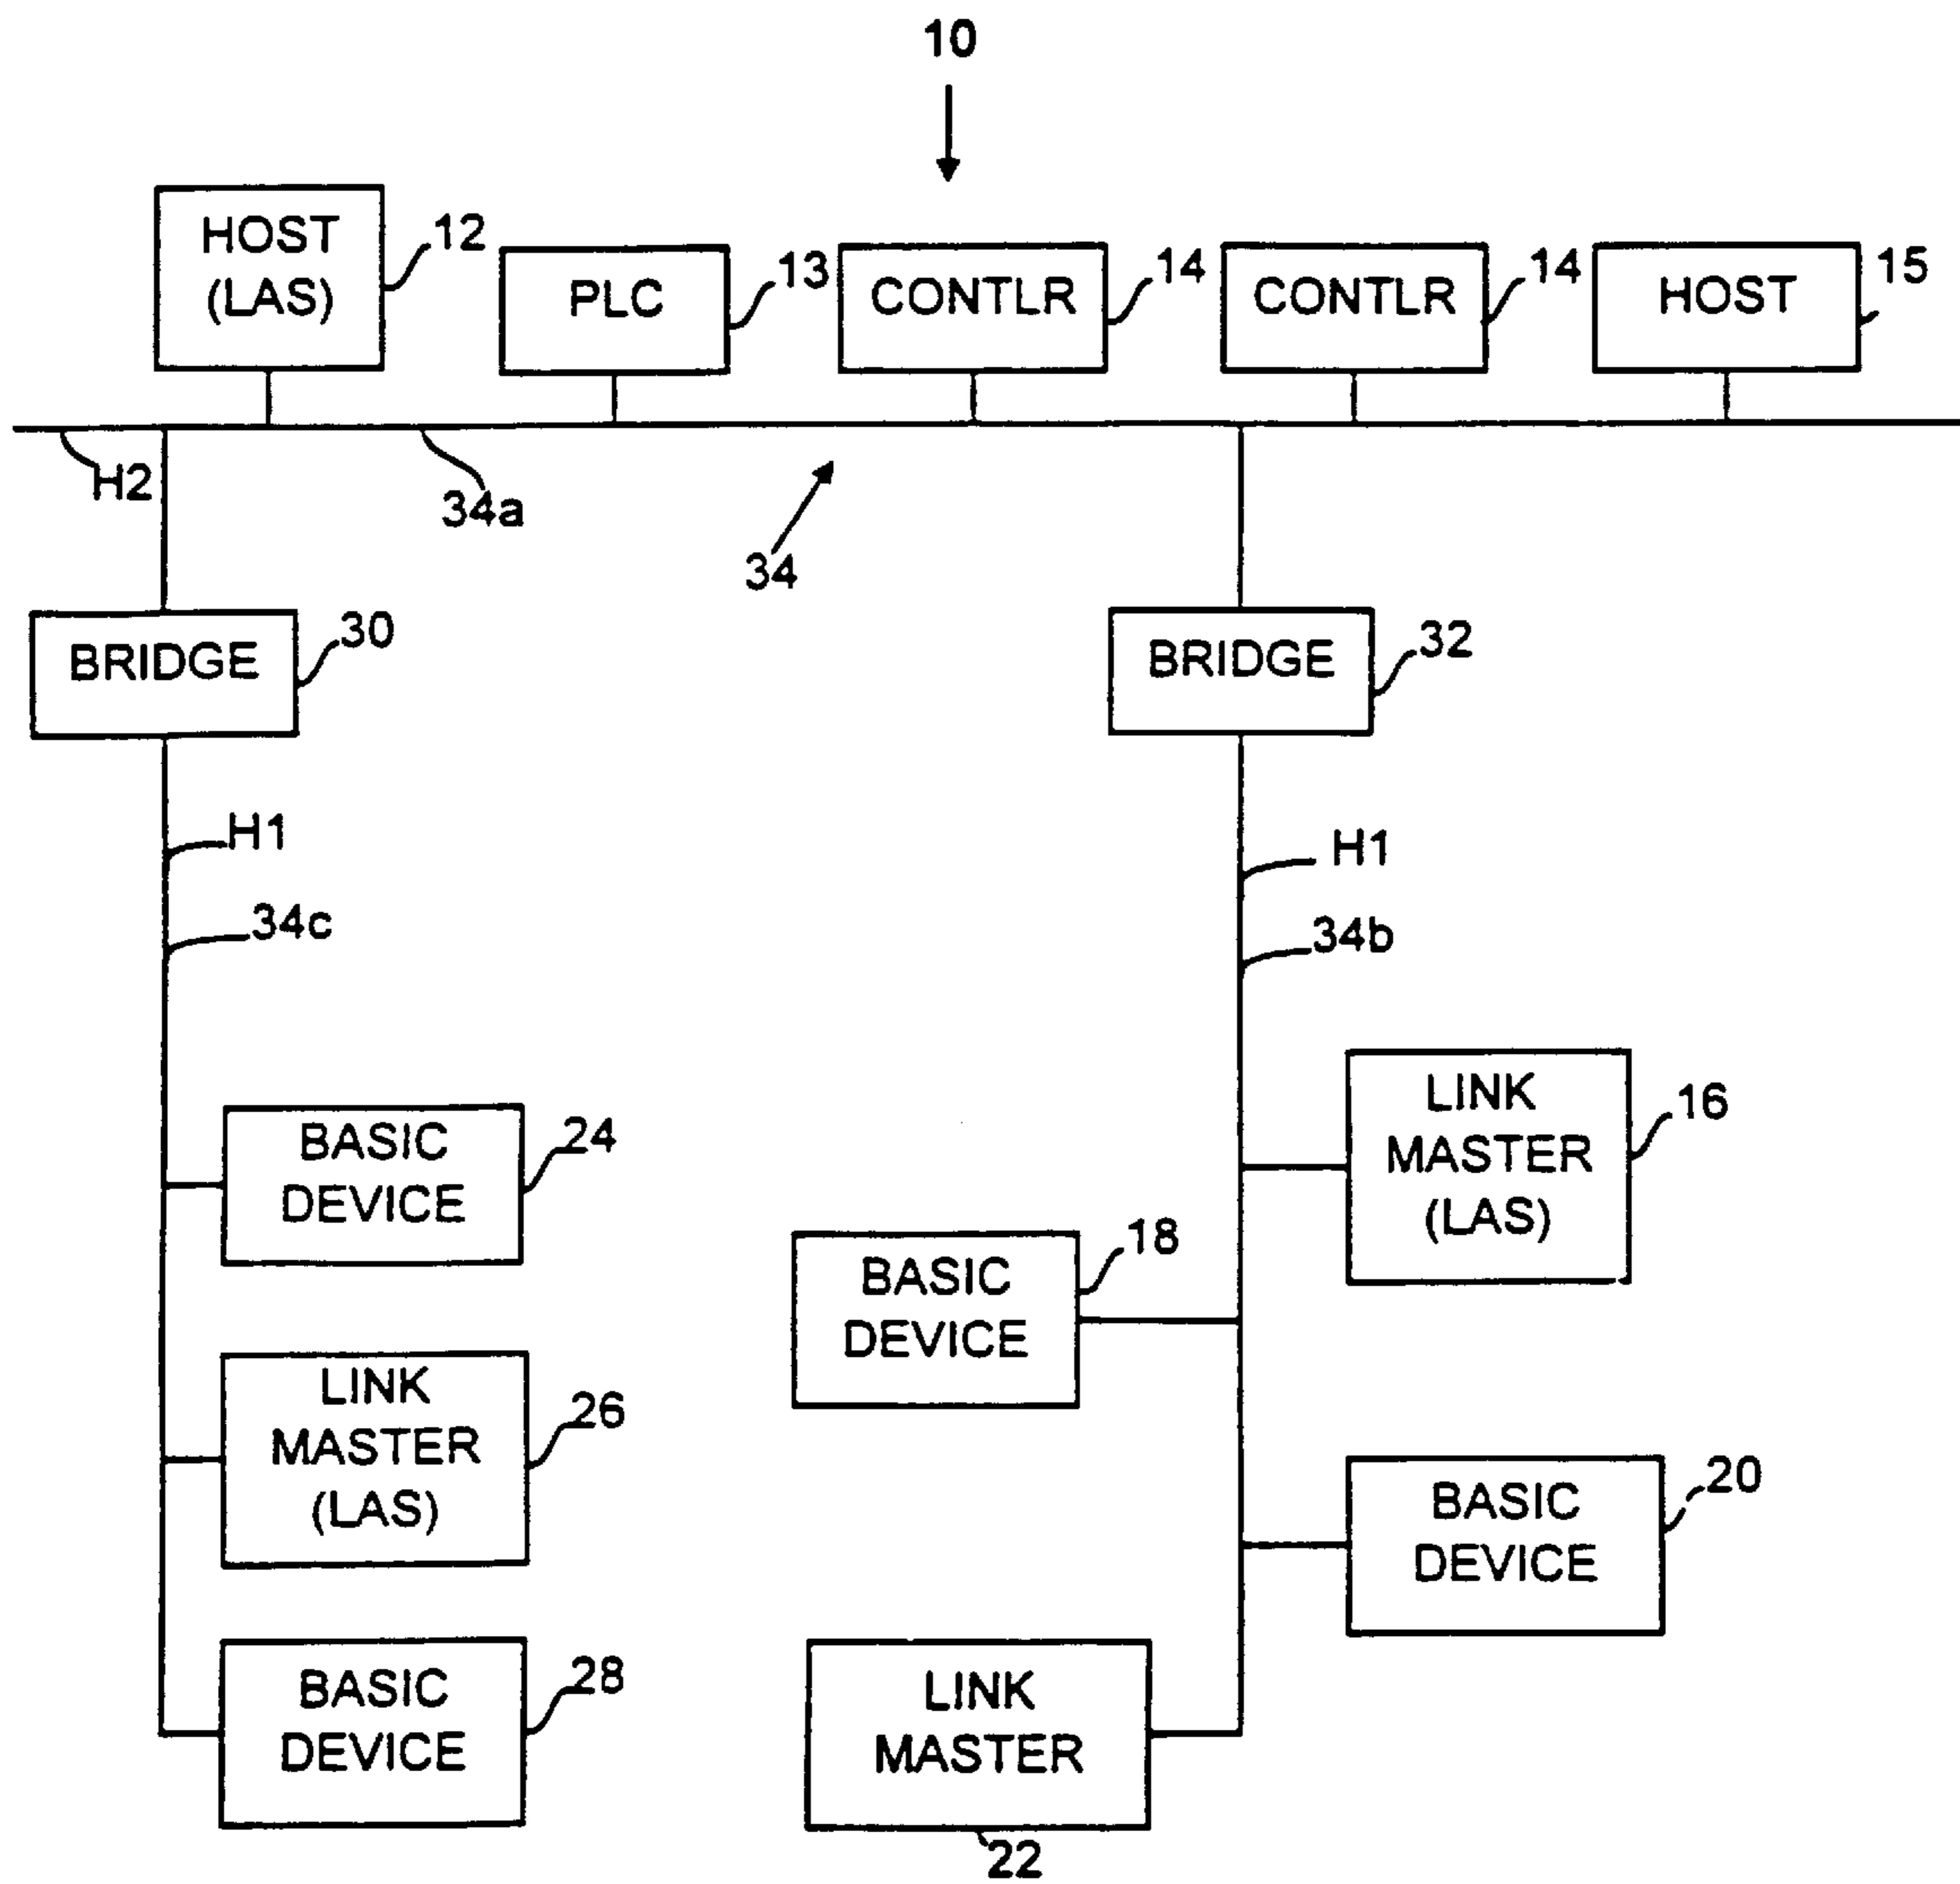 10
HOST
(LAS)
12
PLC
13
CONTLR
14
CONTLR
14
HOST
15
H2
34a
34
BRIDGE
30
BRIDGE
32
H1
H1
34c
34b
BASIC
DEVICE
24
LINK
MASTER
(LAS)
16
BASIC
DEVICE
18
LINK
MASTER
(LAS)
26
BASIC
DEVICE
20
BASIC
DEVICE
28
LINK
MASTER
22